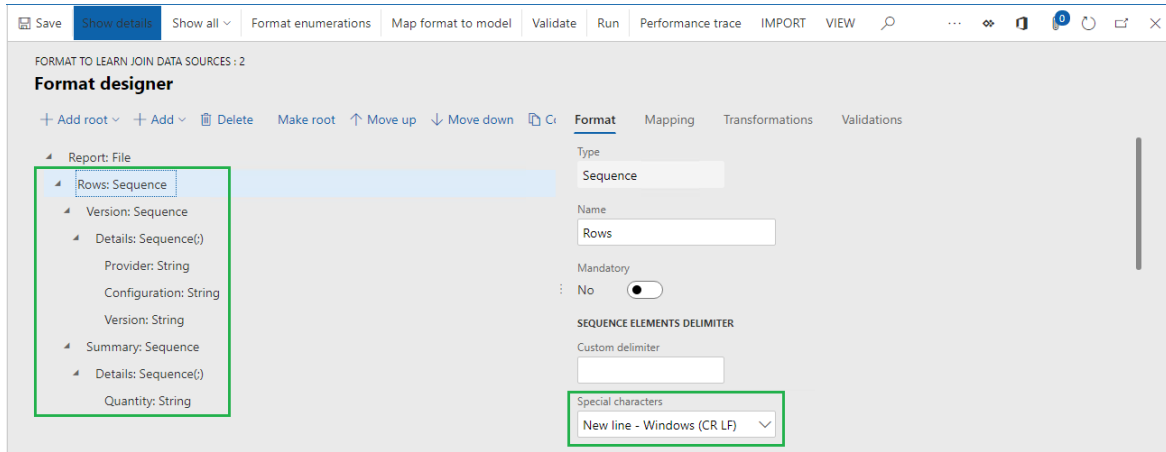 Save Show details Show all Format enumerations Map format to model Validate Run Performance trace IMPORT VIEW ... 0
FORMAT TO LEARN JOIN DATA SOURCES : 2
Format designer
Add root Add Delete Make root Move up Move down Format Mapping Transformations Validations
Report: File
Rows: Sequence
Version: Sequence
Details: Sequence(;)
Provider: String
Configuration: String
Version: String
Summary: Sequence
Details: Sequence(;)
Quantity: String
Type
Sequence
Name
Rows
Mandatory
No
SEQUENCE ELEMENTS DELIMITER
Custom delimiter
Special characters
New line - Windows (CR LF)